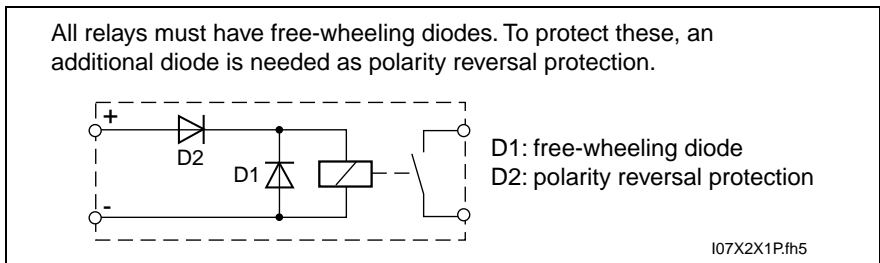 All relays must have free-wheeling diodes. To protect these, an
additional diode is needed as polarity reversal protection.
+
D2
D1
-
D1: free-wheeling diode
D2: polarity reversal protection
I07X2X1P.fh5